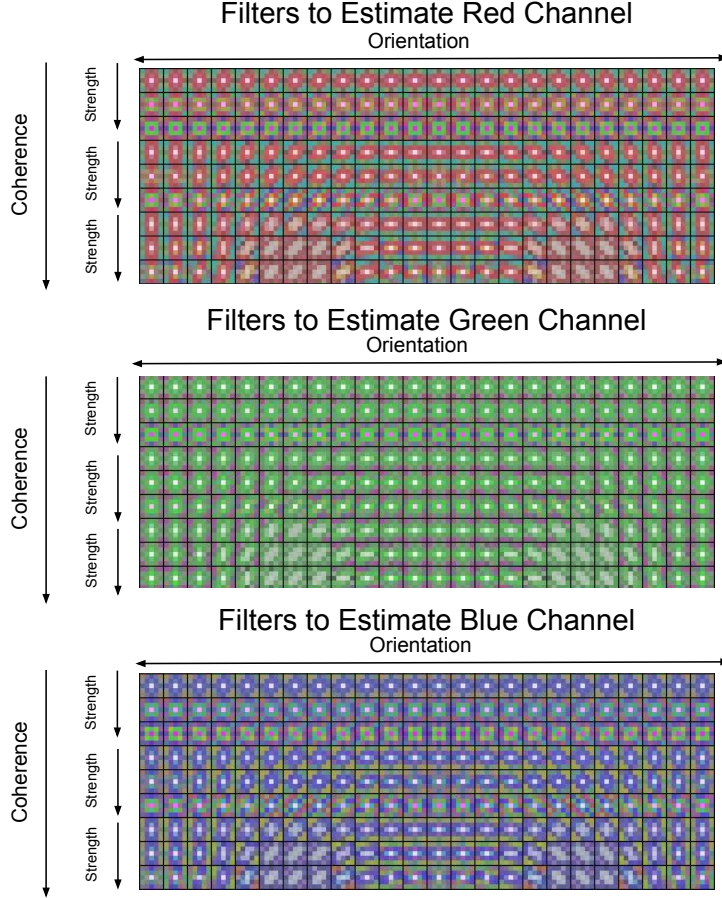 Filters to Estimate Red Channel
Orientation
Coherence
Strength
Strength
Strength
Filters to Estimate Green Channel
Orientation
Coherence
Strength
Strength
Strength
Filters to Estimate Blue Channel
Orientation
Coherence
Strength
Strength
Strength